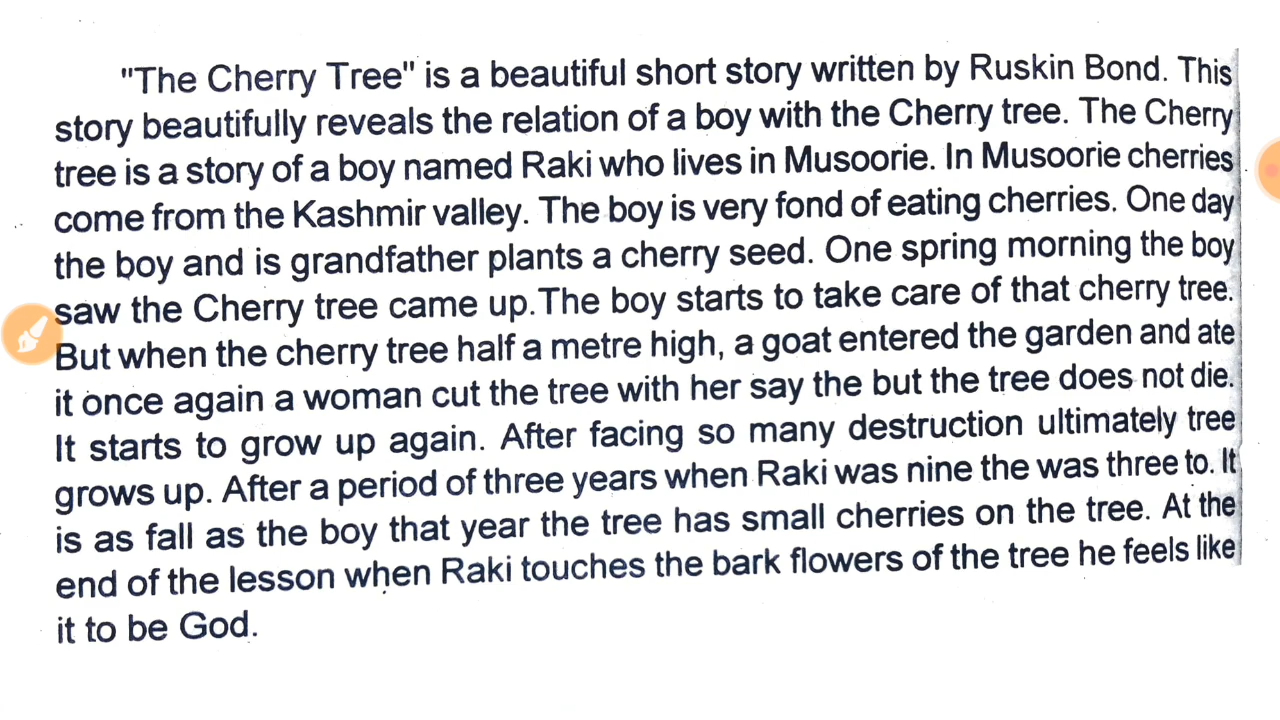 "The Cherry Tree" is a beautiful short story written by Ruskin Bond. This
story beautifully reveals the relation of a boy with the Cherry tree. The Cherry
tree is a story of a boy named Raki who lives in Musoorie. In Musoorie cherries
come from the Kashmir valley. The boy is very fond of eating cherries. One day
the boy and is grandfather plants a cherry seed. One spring morning the boy
saw the Cherry tree came up.The boy starts to take care of that cherry tree.
But when the cherry tree half a metre high, a goat entered the garden and ate
it once again a woman cut the tree with her say the but the tree does not die.
It starts to grow up again. After facing so many destruction ultimately tree
grows up. After a period of three years when Raki was nine the was three to. It
is as fall as the boy that year the tree has small cherries on the tree. At the
end of the lesson when Raki touches the bark flowers of the tree he feels like
it to be God.